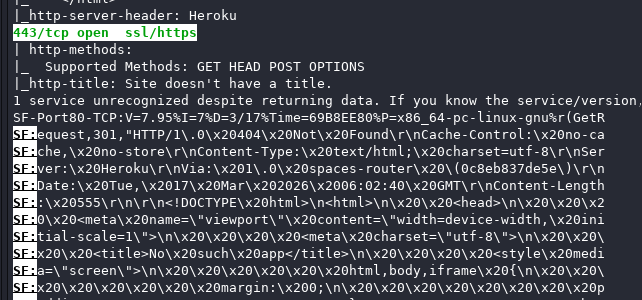 |_http-server-header: Heroku
443/tcp open  ssl/https
| http-methods:
|_  Supported Methods: GET HEAD POST OPTIONS
|_http-title: Site doesn't have a title.
1 service unrecognized despite returning data. If you know the service/version,
SF-Port80-TCP:V=7.95%I=7%D=3/17%Time=69B8EE80%P=x86_64-pc-linux-gnu%r(GetR
SF:equest,301,"HTTP/1\.0\x20404\x20Not\x20Found\r\nCache-Control:\x20no-ca
SF:che,\x20no-store\r\nContent-Type:\x20text/html;\x20charset=utf-8\r\nSer
SF:ver:\x20Heroku\r\nVia:\x201\.0\x20spaces-router\x20\(0c8eb837de5e\)\r\n
SF:Date:\x20Tue,\x2017\x20Mar\x202026\x2006:02:40\x20GMT\r\nContent-Length
SF::\x20555\r\n\r\n<!DOCTYPE\x20html>\n<html>\n\x20\x20<head>\n\x20\x20\x2
SF:0\x20<meta\x20name=\"viewport\"\x20content=\"width=device-width,\x20ini
SF:tial-scale=1\">\n\x20\x20\x20\x20<meta\x20charset=\"utf-8\">\n\x20\x20\
SF:x20\x20<title>No\x20such\x20app</title>\n\x20\x20\x20\x20<style\x20medi
SF:a=\"screen\">\n\x20\x20\x20\x20\x20\x20html,body,iframe\x20{\n\x20\x20\
SF:x20\x20\x20\x20\x20\x20margin:\x200;\n\x20\x20\x20\x20\x20\x20\x20\x20p